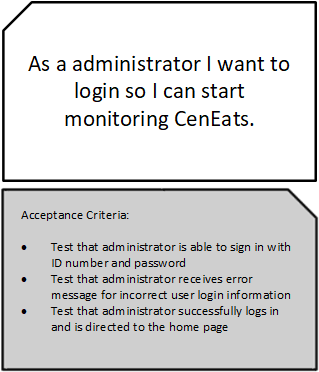 As a administrator I want to
login so I can start
monitoring CenEats.
Acceptance Criteria:
• Test that administrator is able to sign in with
ID number and password
• Test that administrator receives error
message for incorrect user login information
• Test that administrator successfully logs in
and is directed to the home page